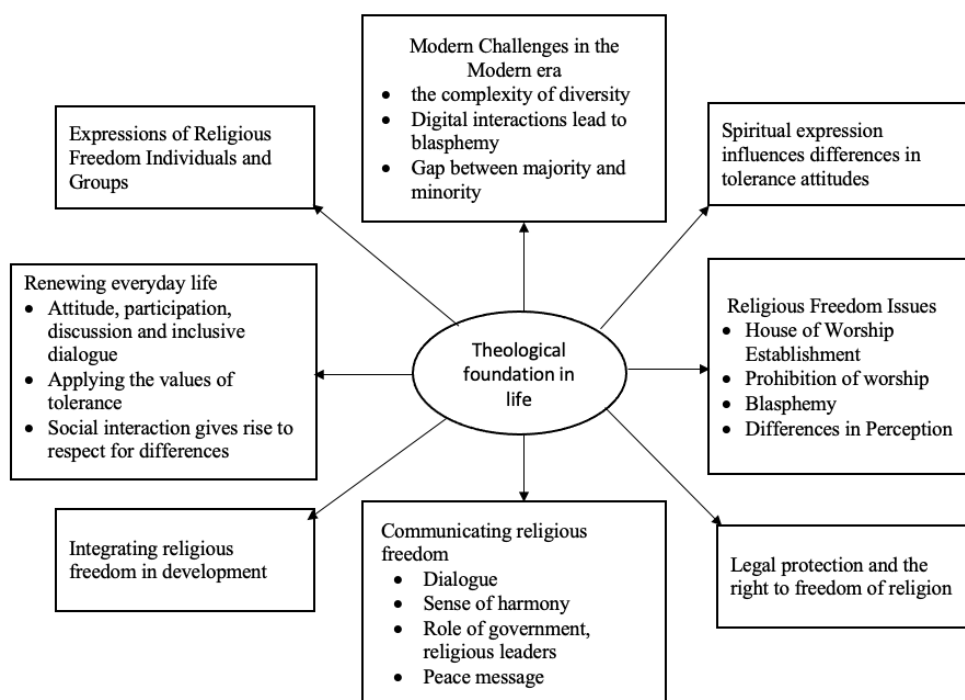 Modern Challenges in the
Modern era
• the complexity of diversity
• Digital interactions lead to
blasphemy
• Gap between majority and
minority
Expressions of Religious
Freedom Individuals and
Groups
Spiritual expression
influences differences in
tolerance attitudes
Renewing everyday life
• Attitude, participation,
discussion and inclusive
dialogue
• Applying the values of
tolerance
• Social interaction gives rise to
respect for differences
Theological
foundation in
life
Religious Freedom Issues
• House of Worship
Establishment
• Prohibition of worship
• Blasphemy
• Differences in Perception
Integrating religious
freedom in development
Communicating religious
freedom
• Dialogue
• Sense of harmony
• Role of government,
religious leaders
• Peace message
Legal protection and the
right to freedom of religion